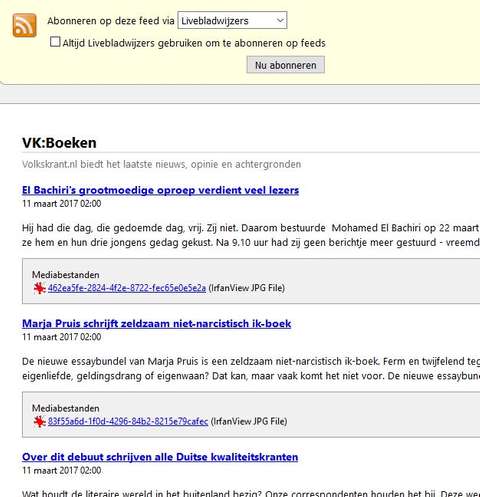 Abonneren op deze feed via Livebladwijzers
Altijd Livebladwijzers gebruiken om te abonneren op feeds
Nu abonneren
VK:Boeken
Volkskrant.nl biedt het laatste nieuws, opinie en achtergronden
El Bachiri's grootmoedige oproep verdient veel lezers
11 maart 2017 02:00
Hij had die dag, die gedoemde dag, vrij. Zij niet. Daarom bestuurde Mohamed El Bachiri op 22 maart
ze hem en hun drie jongens gedag gekust. Na 9.10 uur had zij geen berichtje meer gestuurd - vreemd
Mediabestanden
462ea5fe-2824-4f2e-8722-fec65e0e5e2a (IrfanView JPG File)
Marja Pruis schrijft zeldzaam niet-narcistisch ik-boek
11 maart 2017 02:00
De nieuwe essaybundel van Marja Pruis is een zeldzaam niet-narcistisch ik-boek. Ferm en twijfelend teg
eigenliefde, geldingsdrang of eigenwaan? Dat kan, maar vaak komt het niet voor. De nieuwe essaybun
Mediabestanden
83f55a6d-1f0d-4296-84b2-8215e79cafec (IrfanView JPG File)
Over dit debuut schrijven alle Duitse kwaliteitskranten
11 maart 2017 02:00
Wat houdt de literaire wereld in het buitenland bezig? Onze correspondenten houden het bij. Deze wee